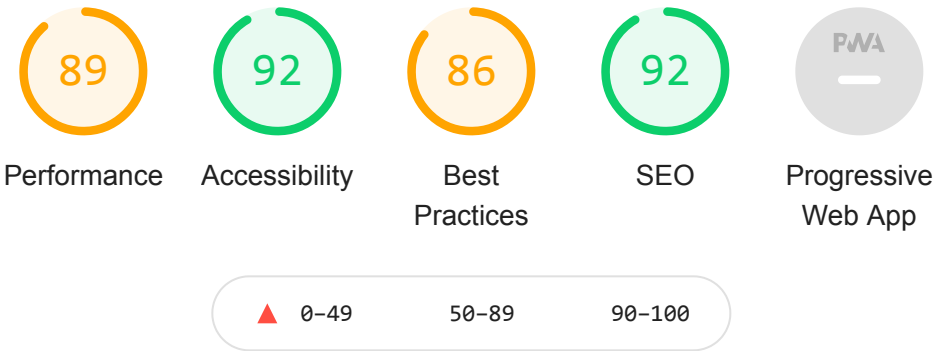 89 92 86 92 PWA
Performance Accessibility Best Practices SEO Progressive Web App
0–49 50–89 90–100